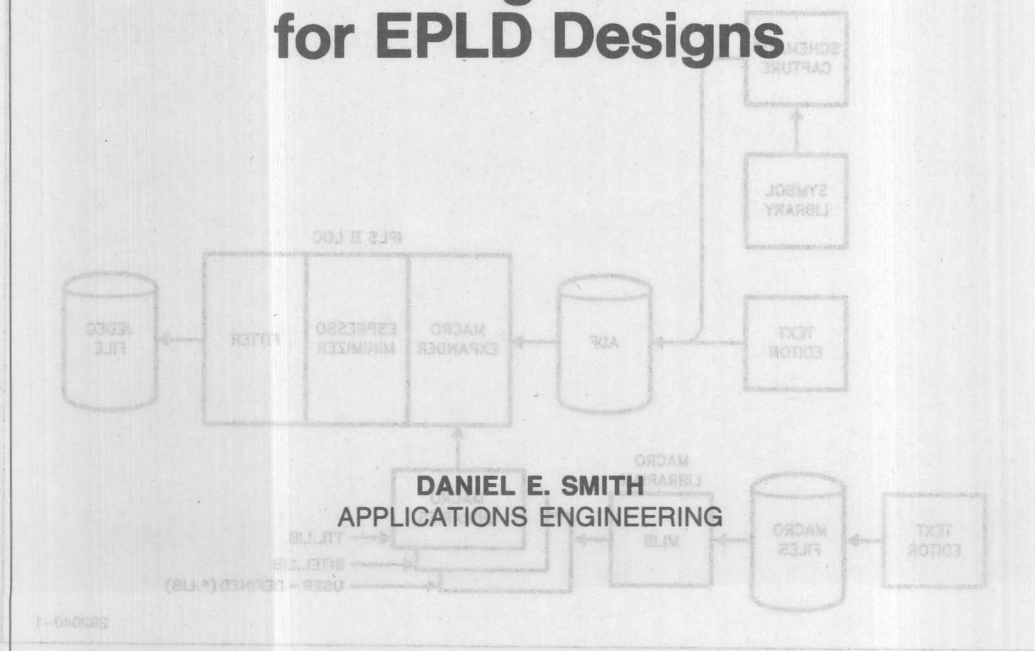 for EPLD Designs
SCHEMATIC
CAPTURE
SYMBOL
LIBRARY
iPLS II LOC
JEDEC
FILE
FITTER
ESPRESSO
MINIMIZER
MACRO
EXPANDER
ADF
TEXT
EDITOR
MACRO
LIBRARIAN
DANIEL E. SMITH
APPLICATIONS ENGINEERING
MLIB
MACRO
FILES
TEXT
EDITOR
TTL.LIB
INTEL.LIB
USER - DEFINED (*.LIB)
292040-1